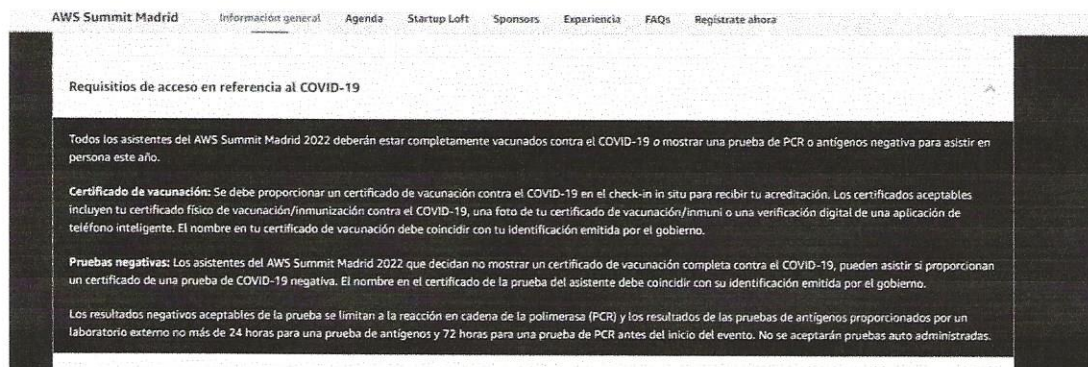 AWS Summit Madrid Información general Agenda Startup Loft Sponsors Experiencia FAQs Regístrate ahora
Requisitios de acceso en referencia al COVID-19
Todos los asistentes del AWS Summit Madrid 2022 deberán estar completamente vacunados contra el COVID-19 o mostrar una prueba de PCR o antígenos negativa para asistir en
persona este año.
Certificado de vacunación: Se debe proporcionar un certificado de vacunación contra el COVID-19 en el check-in in situ para recibir tu acreditación. Los certificados aceptables
incluyen tu certificado físico de vacunación/inmunización contra el COVID-19, una foto de tu certificado de vacunación/inmuni o una verificación digital de una aplicación de
teléfono inteligente. El nombre en tu certificado de vacunación debe coincidir con tu identificación emitida por el gobierno.
Pruebas negativas: Los asistentes del AWS Summit Madrid 2022 que decidan no mostrar un certificado de vacunación completa contra el COVID-19, pueden asistir si proporcionan
un certificado de una prueba de COVID-19 negativa. El nombre en el certificado de la prueba del asistente debe coincidir con su identificación emitida por el gobierno.
Los resultados negativos aceptables de la prueba se limitan a la reacción en cadena de la polimerasa (PCR) y los resultados de las pruebas de antígenos proporcionados por un
laboratorio externo no más de 24 horas para una prueba de antígenos y 72 horas para una prueba de PCR antes del inicio del evento. No se aceptarán pruebas auto administradas.